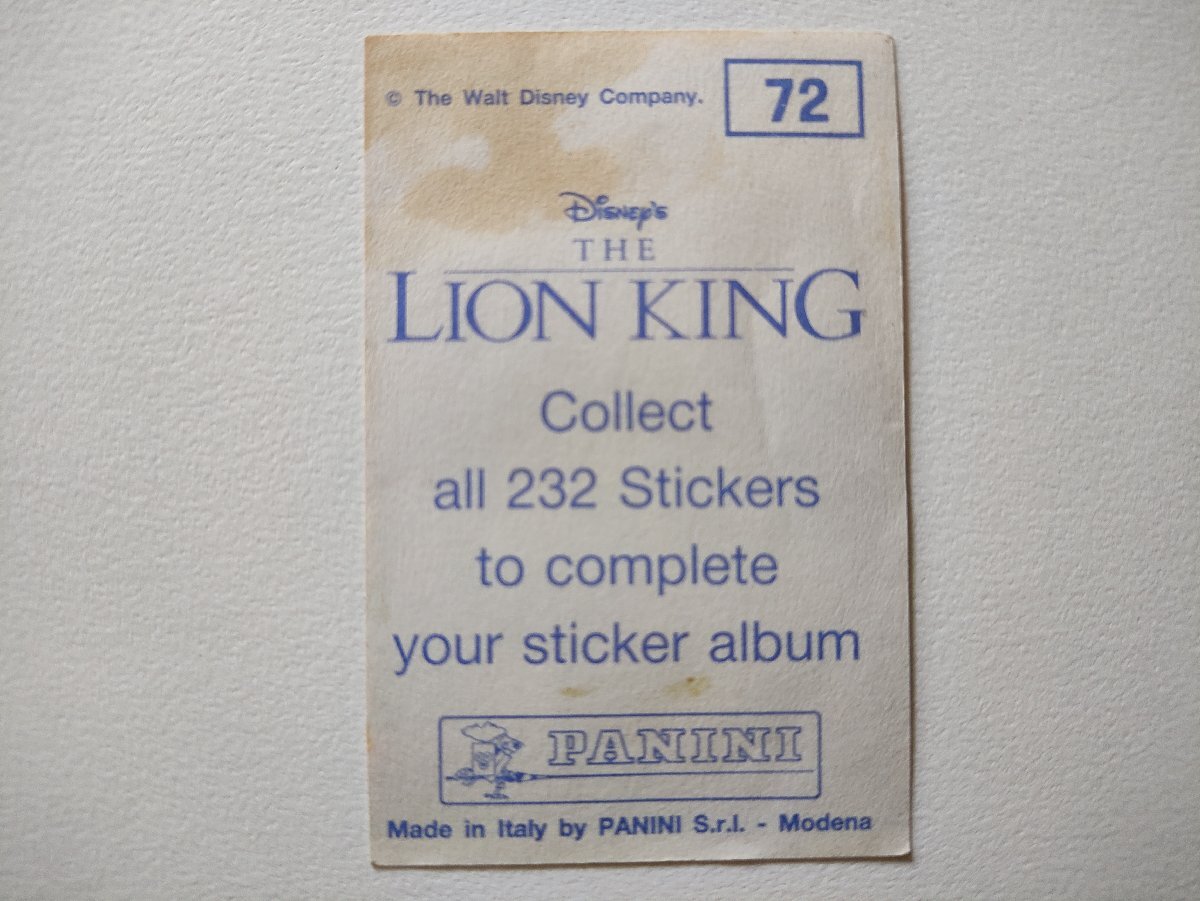 © The Walt Disney Company.
72
Disney's
THE
LION KING
Collect
all 232 Stickers
to complete
your sticker album
PANINI
Made in Italy by PANINI S.r.l. - Modena